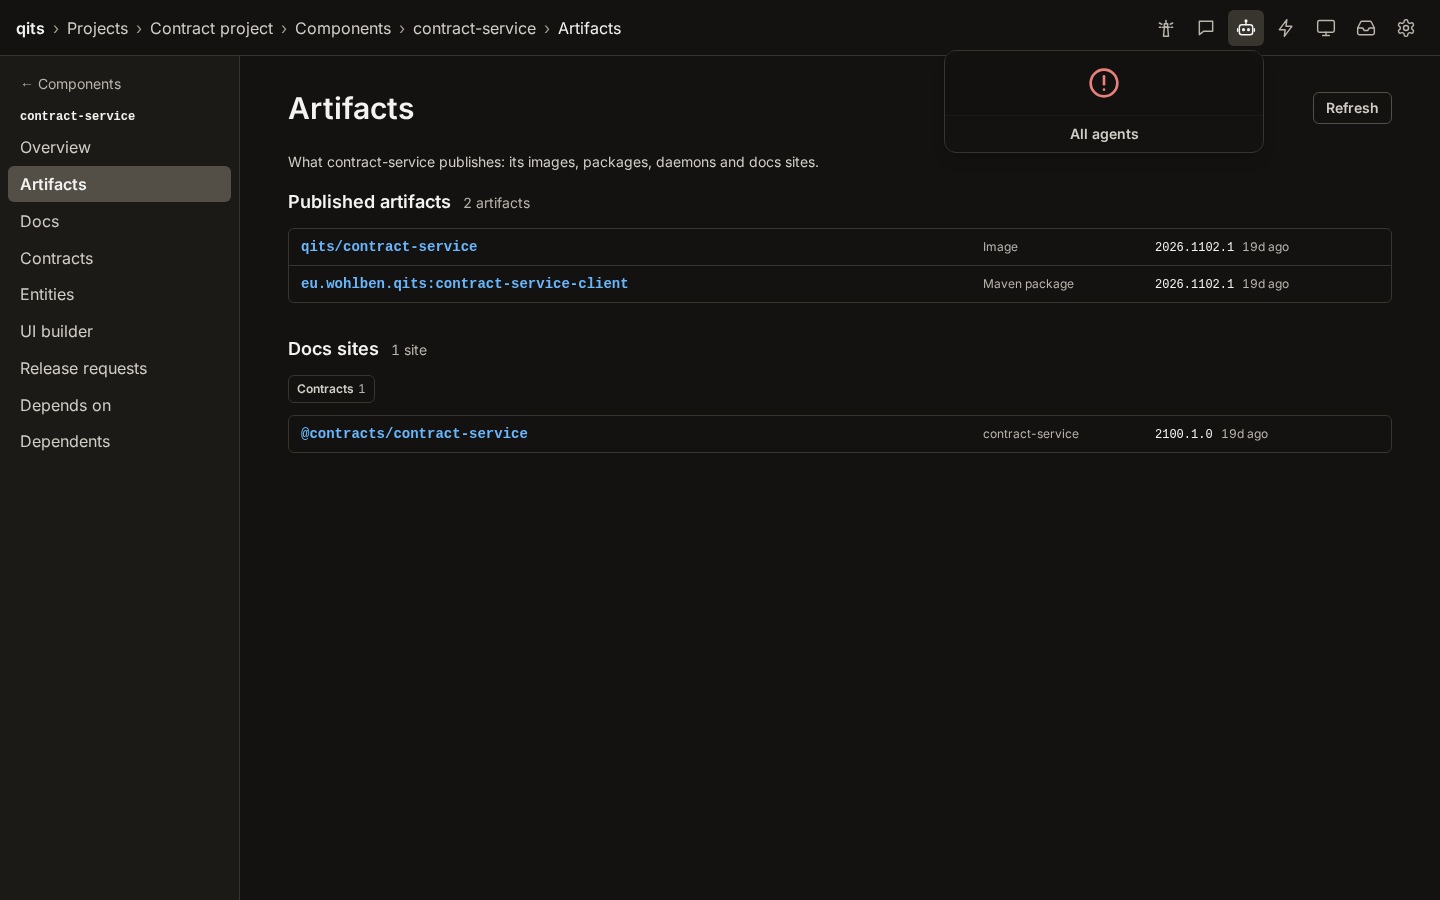 qits › Projects › Contract project › Components › contract-service › Artifacts
← Components
contract-service
Overview
Artifacts
Docs
Contracts
Entities
UI builder
Release requests
Depends on
Dependents
All agents
Artifacts
Refresh
What contract-service publishes: its images, packages, daemons and docs sites.
Published artifacts 2 artifacts
qits/contract-service Image 2026.1102.1 19d ago
eu.wohlben.qits:contract-service-client Maven package 2026.1102.1 19d ago
Docs sites 1 site
Contracts 1
@contracts/contract-service contract-service 2100.1.0 19d ago